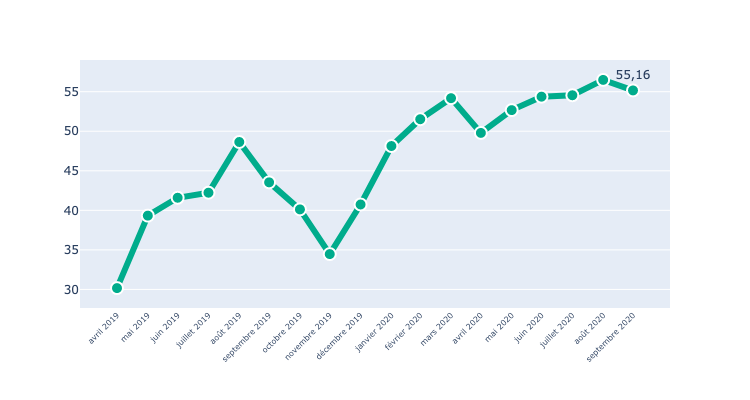 55,16
55
50
45
40
35
30
avril 2019
mai 2019
juin 2019
juillet 2019
août 2019
septembre 2019
octobre 2019
novembre 2019
décembre 2019
janvier 2020
février 2020
mars 2020
avril 2020
mai 2020
juin 2020
juillet 2020
août 2020
septembre 2020